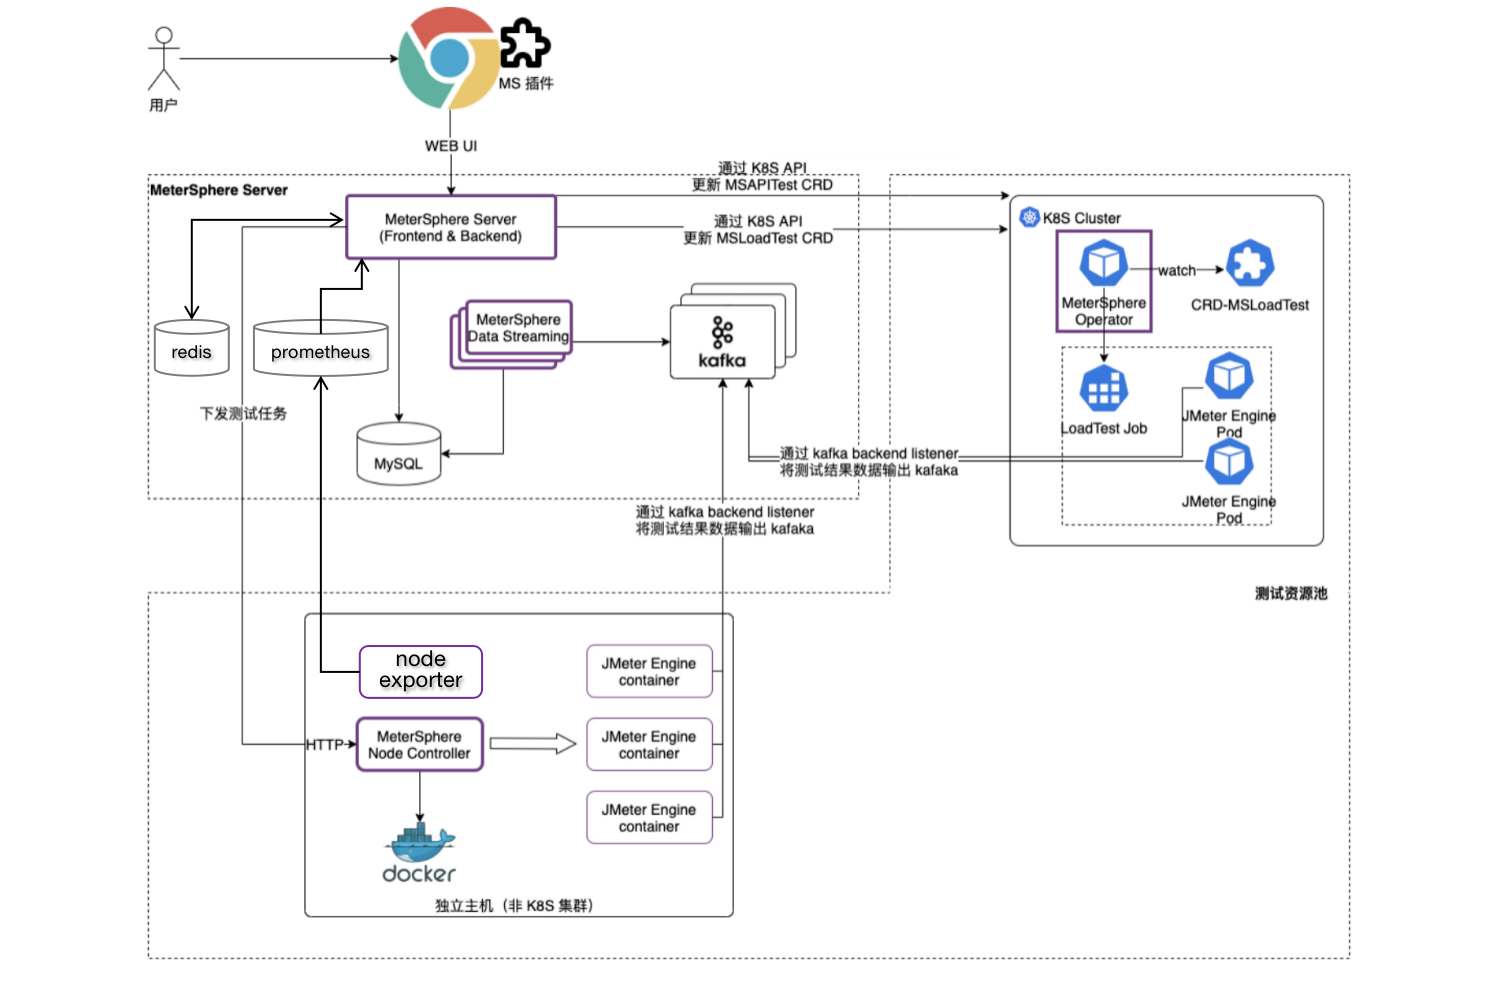 用户
MS 插件
WEB UI
MeterSphere Server
MeterSphere Server
(Frontend & Backend)
通过 K8S API
更新 MSAPITest CRD
通过 K8S API
更新 MSLoadTest CRD
K8S Cluster
MeterSphere
Operator
watch
CRD-MSLoadTest
LoadTest Job
JMeter Engine
Pod
JMeter Engine
Pod
redis
prometheus
MeterSphere
Data Streaming
kafka
下发测试任务
MySQL
通过 kafka backend listener
将测试结果数据输出 kafaka
通过 kafka backend listener
将测试结果数据输出 kafaka
测试资源池
node
exporter
JMeter Engine
container
HTTP
MeterSphere
Node Controller
JMeter Engine
container
JMeter Engine
container
docker
独立主机（非 K8S 集群）